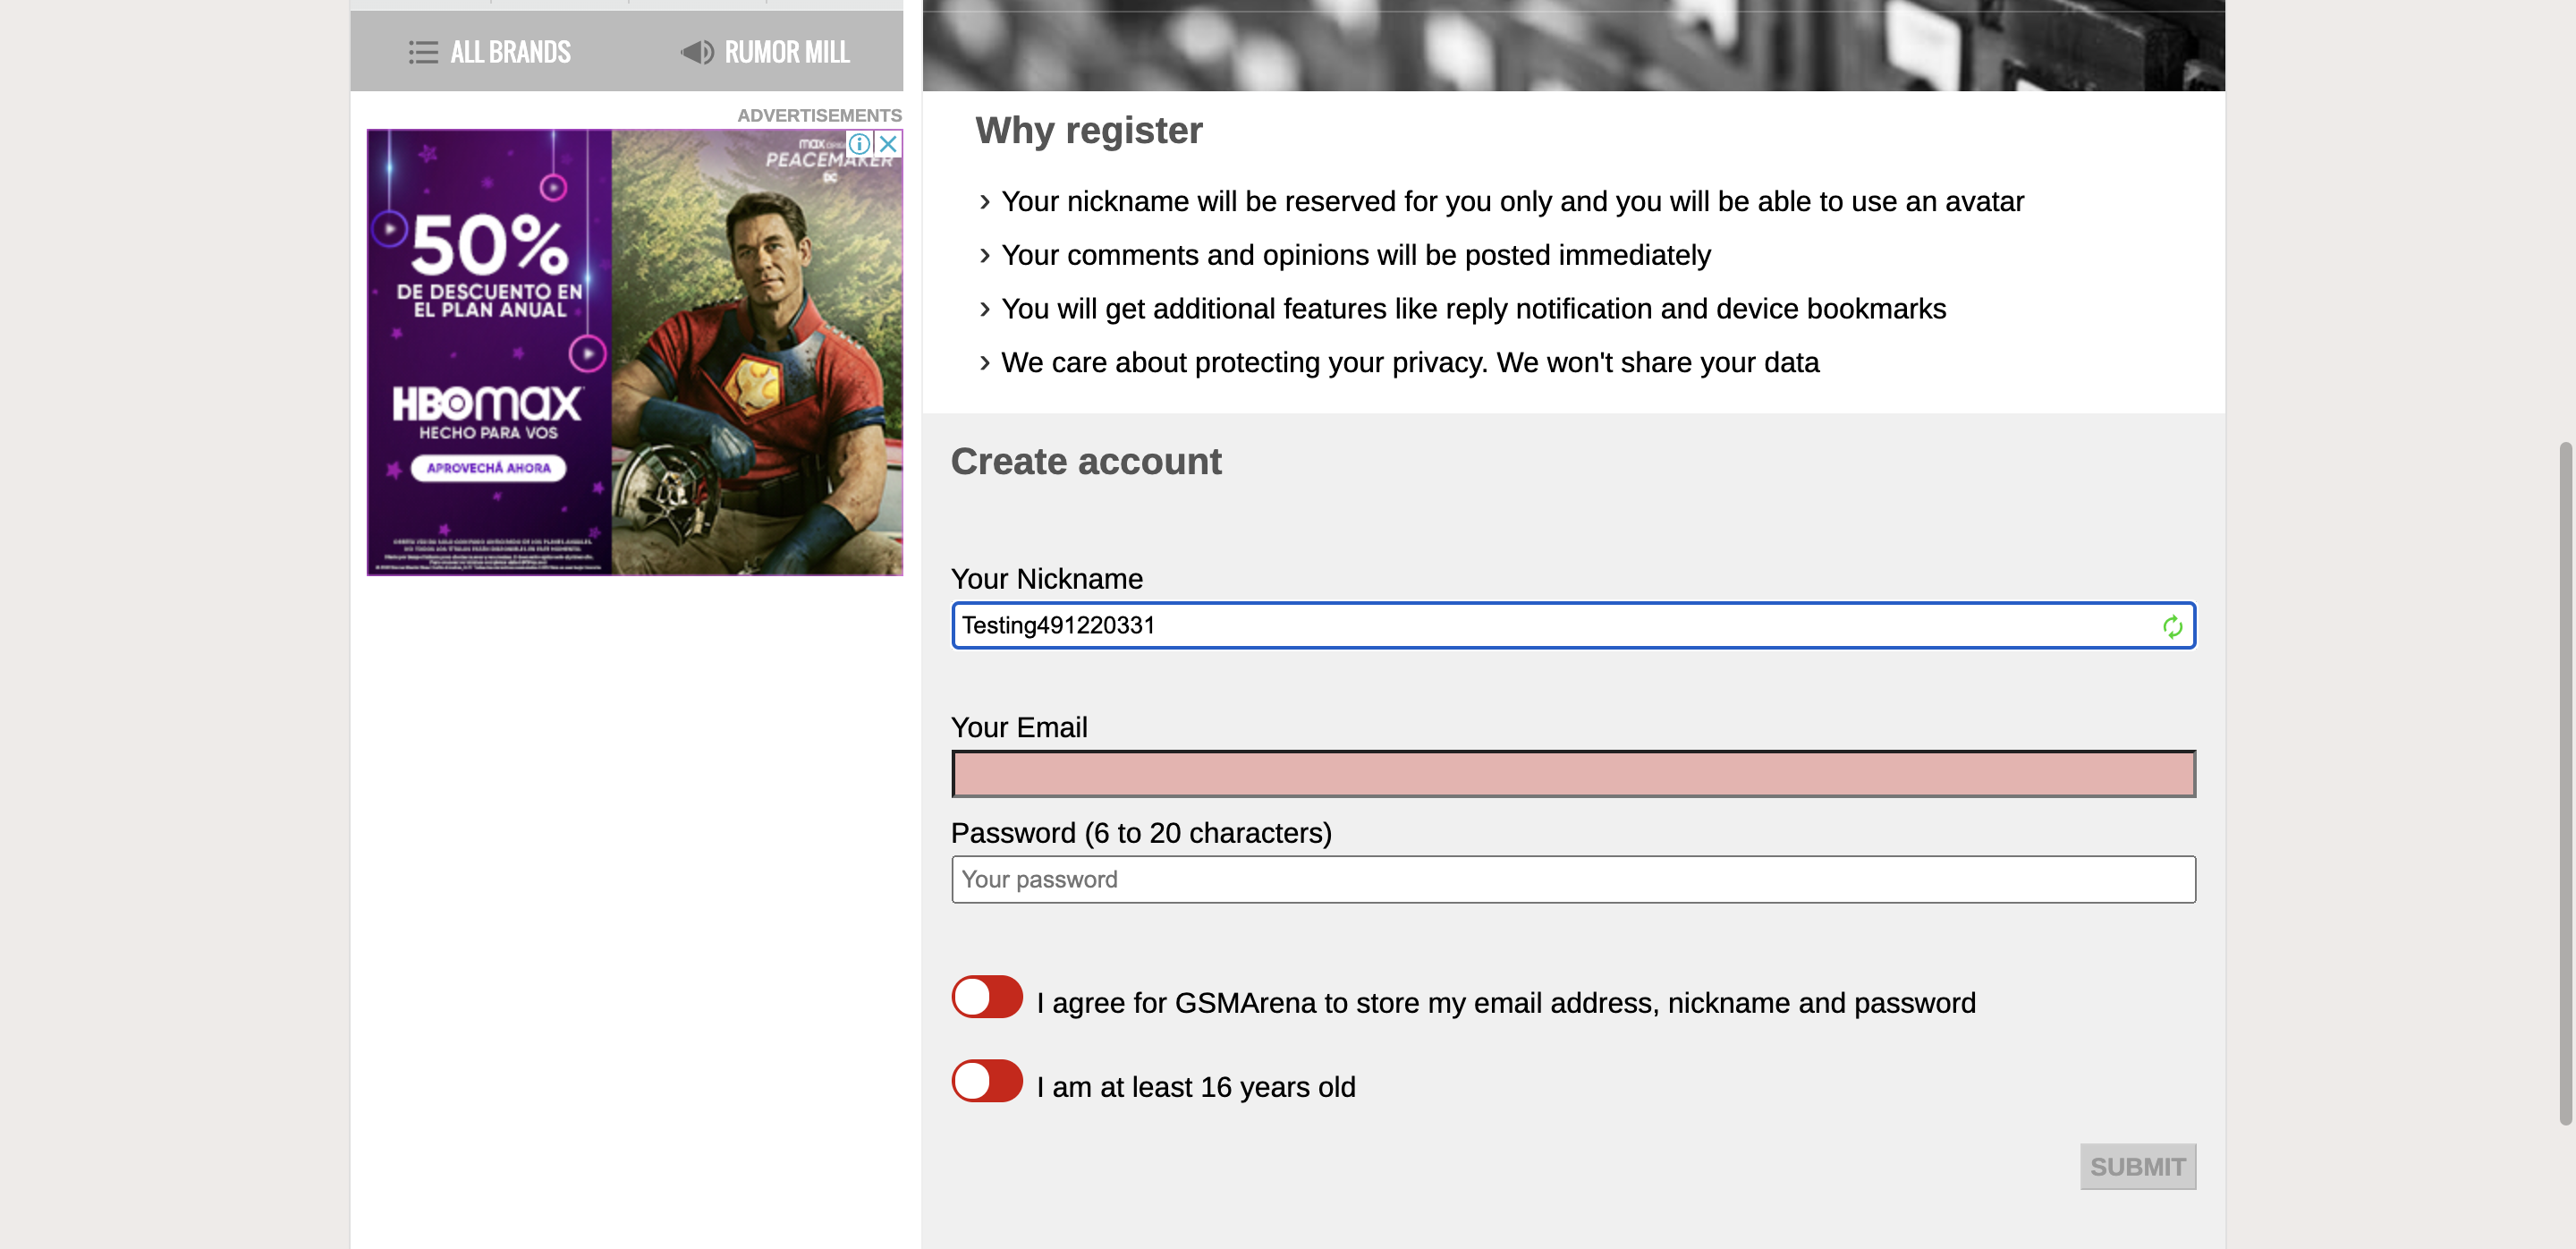 ALL BRANDS
RUMOR MILL
ADVERTISEMENTS
max
PEACEMAKER
DC
50%
DE DESCUENTO EN
EL PLAN ANUAL
HBOmax
HECHO PARA VOS
APROVECHÁ AHORA
Why register
Your nickname will be reserved for you only and you will be able to use an avatar
Your comments and opinions will be posted immediately
You will get additional features like reply notification and device bookmarks
We care about protecting your privacy. We won't share your data
Create account
Your Nickname
Testing491220331
Your Email
Password (6 to 20 characters)
Your password
I agree for GSMArena to store my email address, nickname and password
I am at least 16 years old
SUBMIT